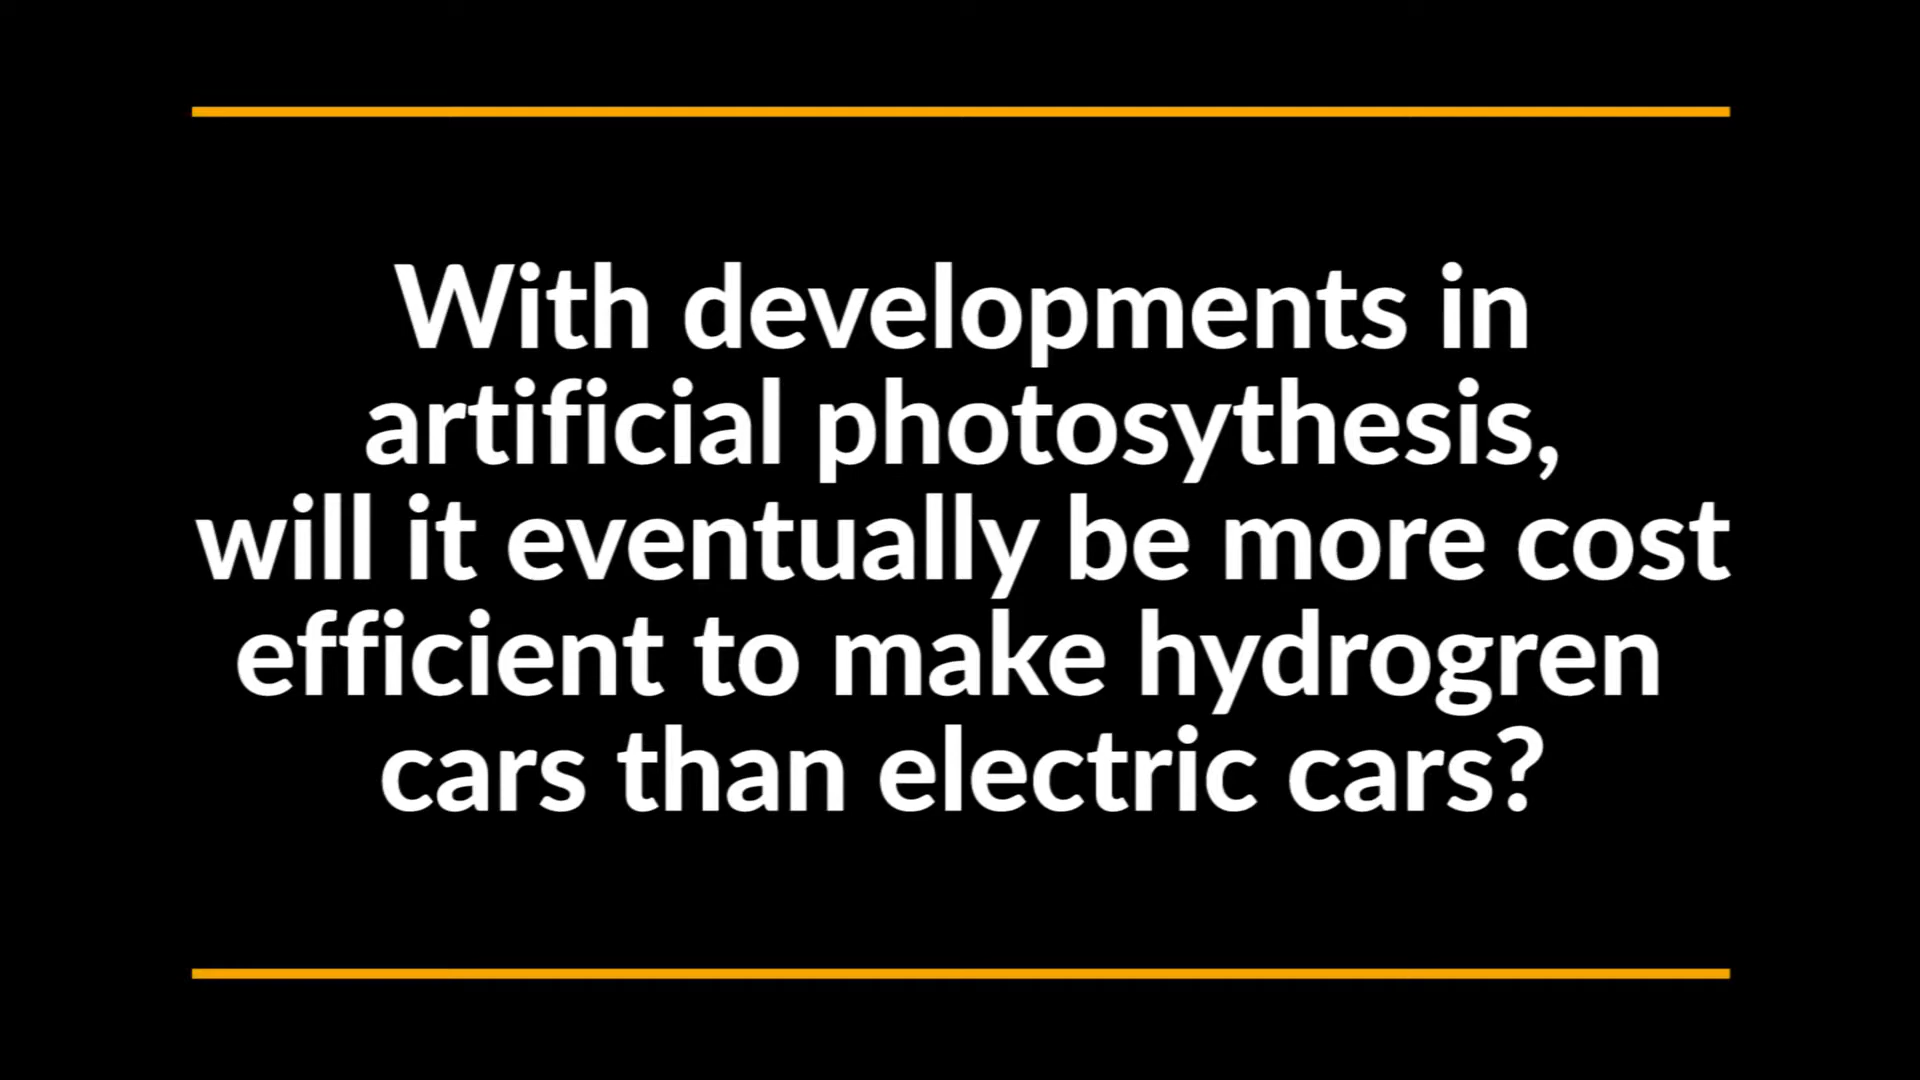 With developments in
artificial photosythesis,
will it eventually be more cost
efficient to make hydrogren
cars than electric cars?